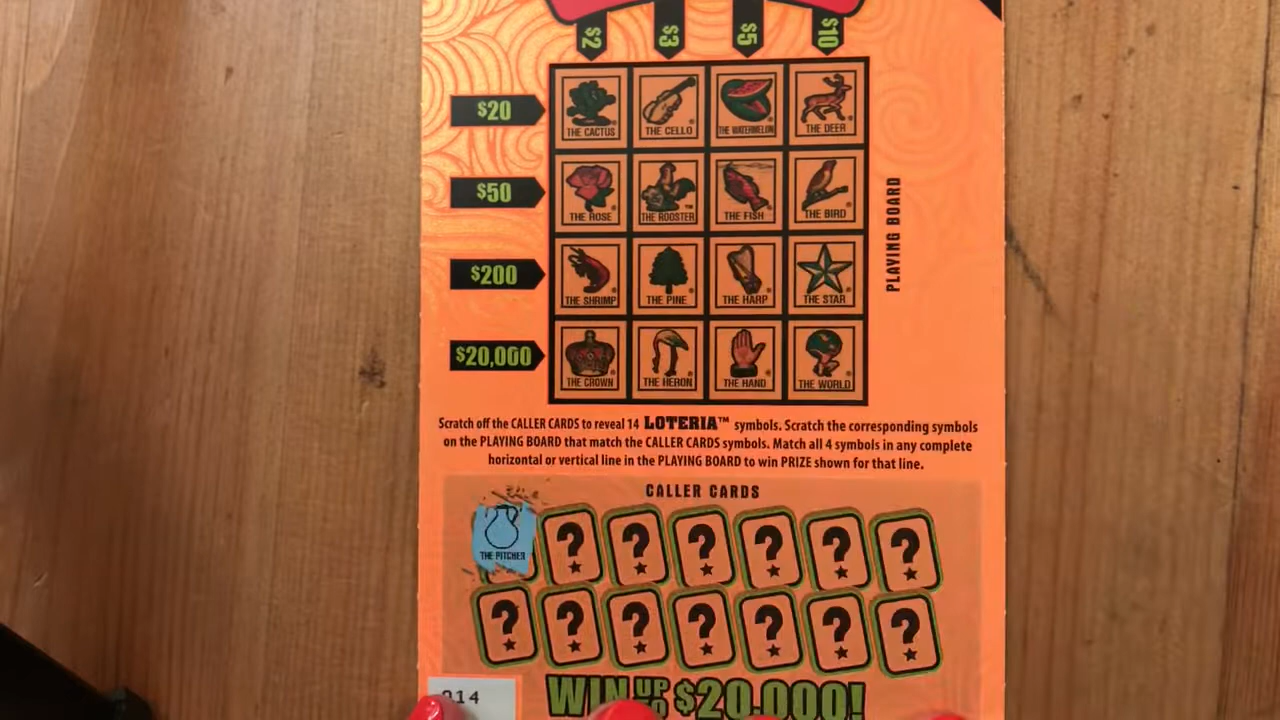 $2 $3 $5 $10
$20
THE CACTUS THE CELLO THE WATERMELON THE DEER
$50
THE ROSE THE ROOSTER THE FISH THE BIRD
$200
THE SHRIMP THE PINE THE HARP THE STAR
$20,000
THE CROWN THE HERON THE HAND THE WORLD
PLAYING BOARD
Scratch off the CALLER CARDS to reveal 14 LOTERIA™ symbols. Scratch the corresponding symbols
on the PLAYING BOARD that match the CALLER CARDS symbols. Match all 4 symbols in any complete
horizontal or vertical line in the PLAYING BOARD to win PRIZE shown for that line.
CALLER CARDS
THE PITCHER ? ? ? ? ? ?
? ? ? ? ? ? ?
014
WIN UP TO $20,000!